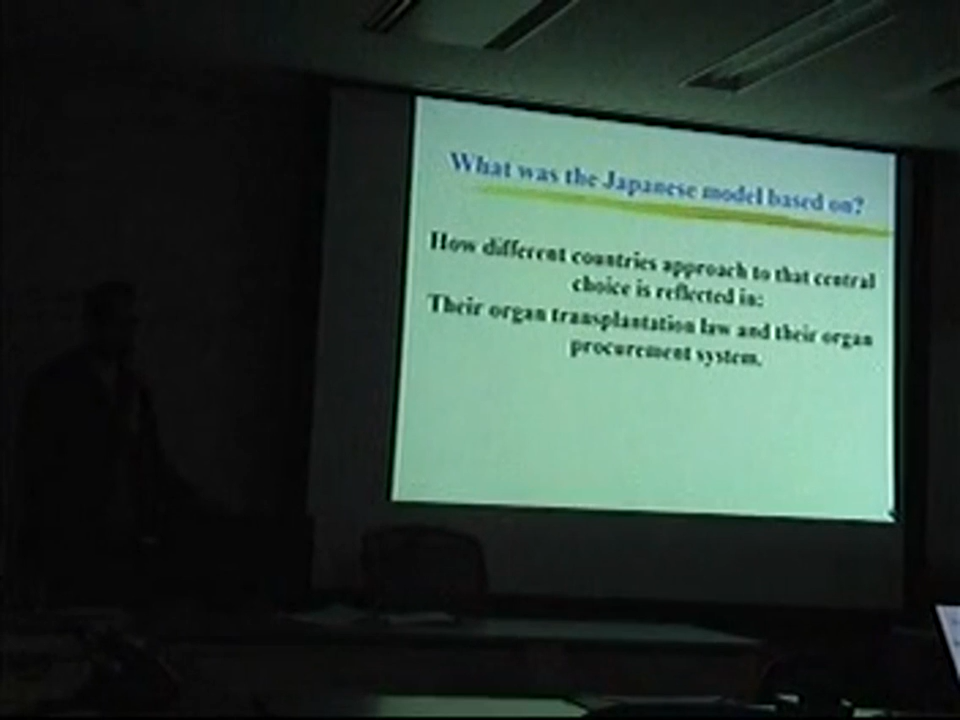 What was the Japanese model based on?
How different countries approach to that central
choice is reflected in:
Their organ transplantation law and their organ
procurement system.